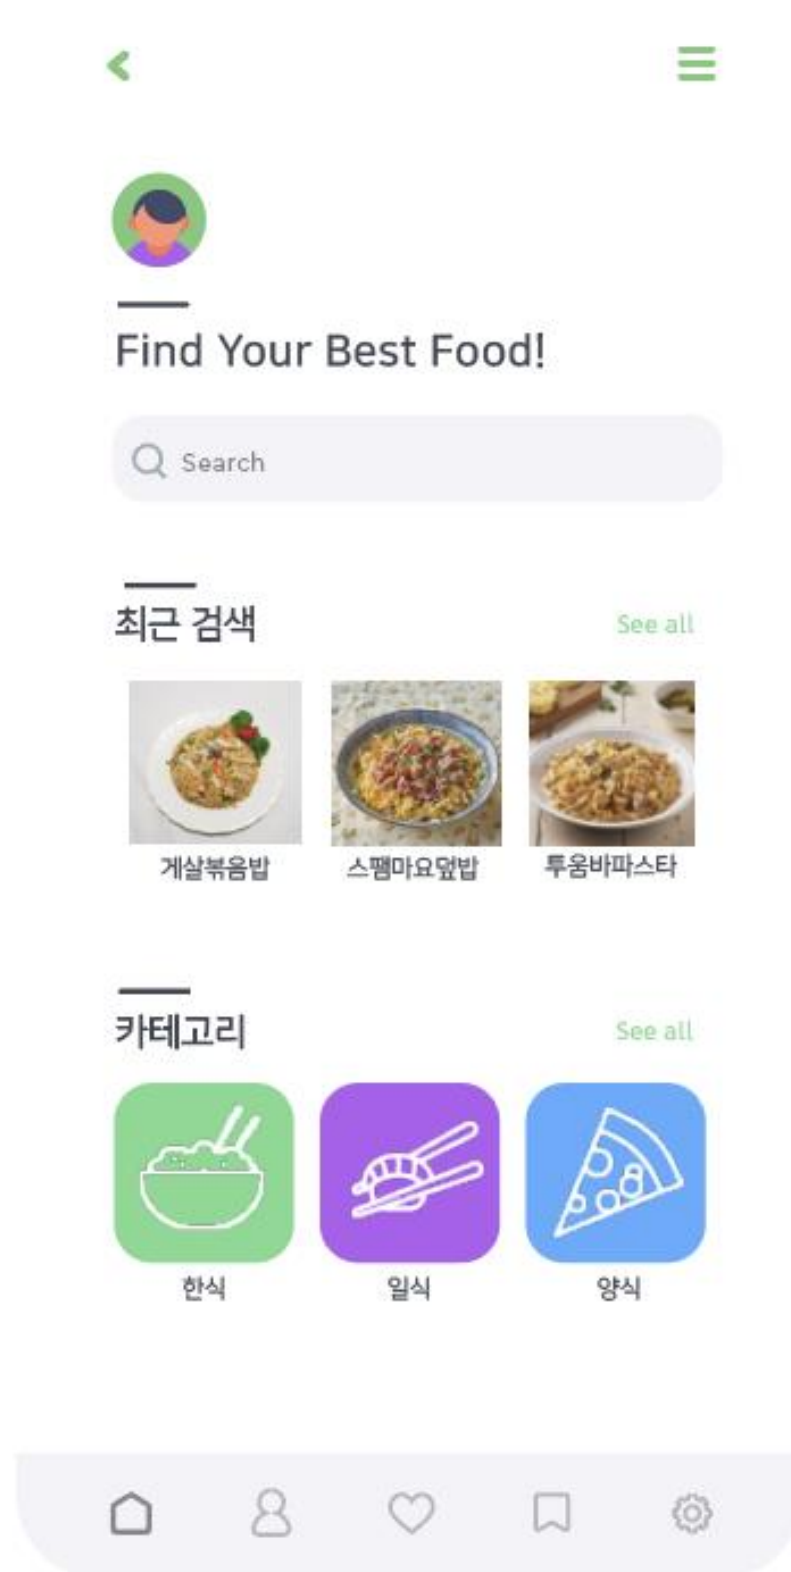 Find Your Best Food!
Search
최근 검색
See all
게살볶음밥
스팸마요덮밥
투움바파스타
카테고리
See all
한식
일식
양식